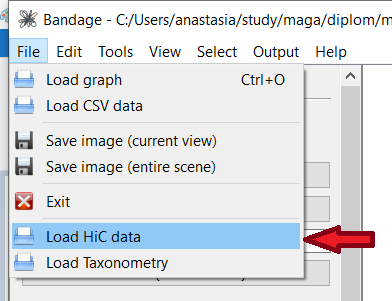 Bandage - C:/Users/anastasia/study/maga/diplom/m
File Edit Tools View Select Output Help
Load graph Ctrl+O
Load CSV data
Save image (current view)
Save image (entire scene)
Exit
Load HiC data
Load Taxonometry